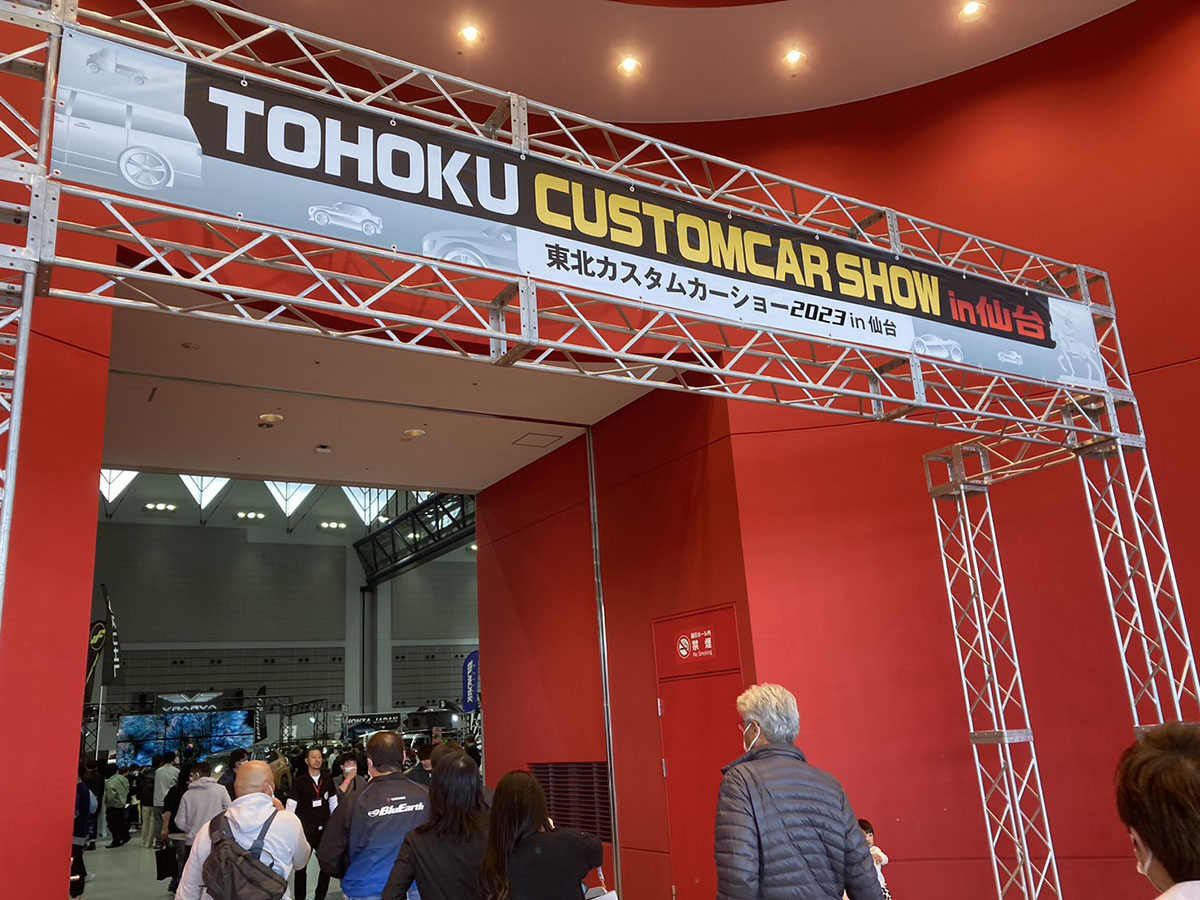 TOHOKU CUSTOMCAR SHOW in仙台
東北カスタムカーショー2023 in 仙台
禁煙
No Smoking
WORK
BluEarth